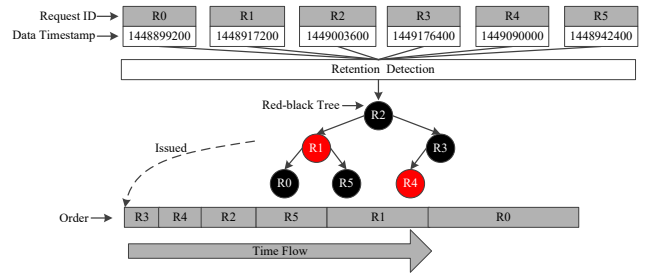 Request ID R0 R1 R2 R3 R4 R5
Data Timestamp 1448899200 1448917200 1449003600 1449176400 1449090000 1448942400
Retention Detection
Red-black Tree
R2
R1 R3
Issued
R0 R5 R4
Order R3 R4 R2 R5 R1 R0
Time Flow